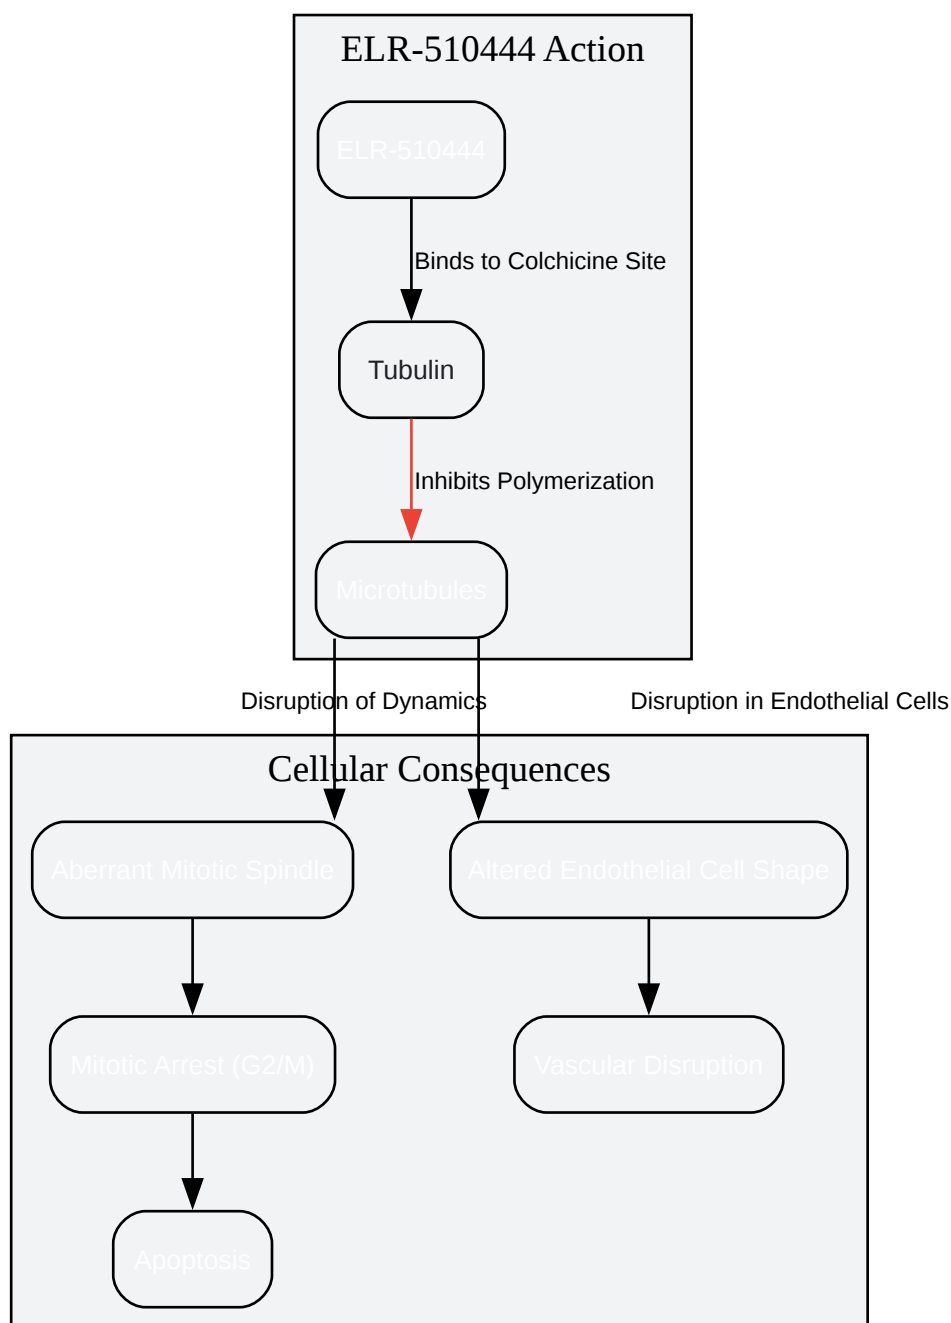 ELR-510444 Action
ELR-510444
Binds to Colchicine Site
Tubulin
Inhibits Polymerization
Microtubules
Disruption of Dynamics
Disruption in Endothelial Cells
Cellular Consequences
Aberrant Mitotic Spindle
Altered Endothelial Cell Shape
Mitotic Arrest (G2/M)
Vascular Disruption
Apoptosis